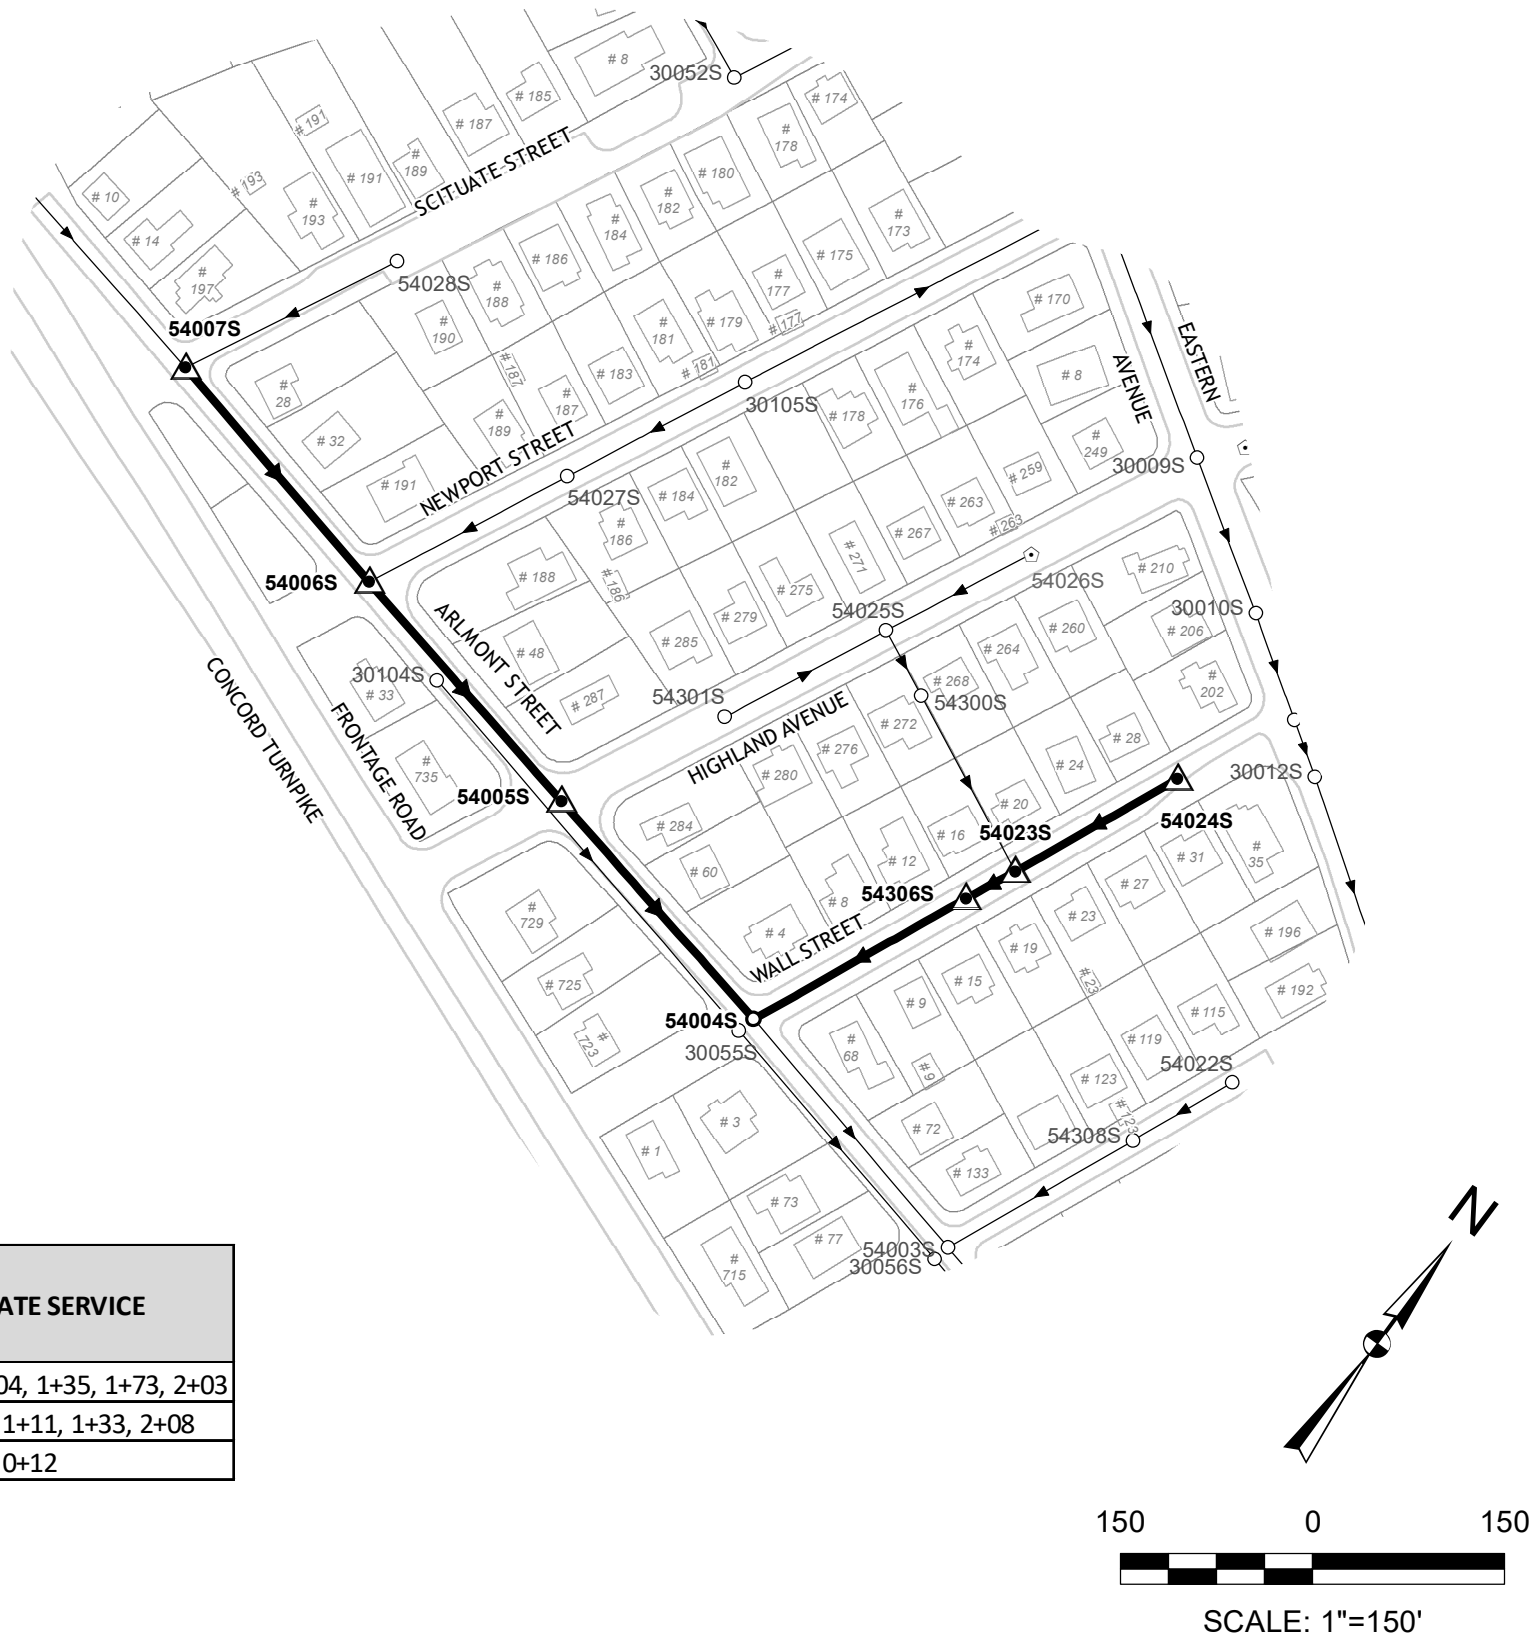 # 8
30052S
# 185
# 174
# 187
# 191
# 178
# 189
SCITUATE STREET
# 191
# 180
# 193
# 10
# 193
# 182
# 184
# 173
# 14
# 175
# 186
# 197
54028S
# 177
# 188
# 170
# 190
# 179
# 177
54007S
# 181
EASTERN
AVENUE
# 174
# 187
# 181
# 183
# 8
# 28
# 187
30105S
# 176
# 178
# 189
# 32
NEWPORT STREET
# 249
30009S
# 191
# 182
54027S
# 184
# 259
# 263
# 186
# 267
# 263
# 271
# 188
# 210
54006S
# 186
# 275
54026S
30010S
54025S
# 279
# 260
# 206
ARLMONT STREET
# 285
# 264
# 48
30104S
# 268
# 33
# 202
54301S
# 287
54300S
CONCORD TURNPIKE
FRONTAGE ROAD
HIGHLAND AVENUE
# 272
# 28
# 276
# 735
# 280
# 24
30012S
54005S
# 20
54024S
# 284
# 16
54023S
# 12
# 31
# 35
# 60
# 27
54306S
# 8
# 729
# 23
# 4
WALL STREET
# 196
# 19
# 23
# 15
# 725
# 192
# 9
# 115
54004S
# 723
# 68
# 119
30055S
54022S
# 9
# 123
# 3
# 123
# 72
54308S
# 1
# 133
# 73
# 77
54003S
30056S
# 715
N
ATE SERVICE
04, 1+35, 1+73, 2+03
1+11, 1+33, 2+08
0+12
150 0 150
SCALE: 1"=150'